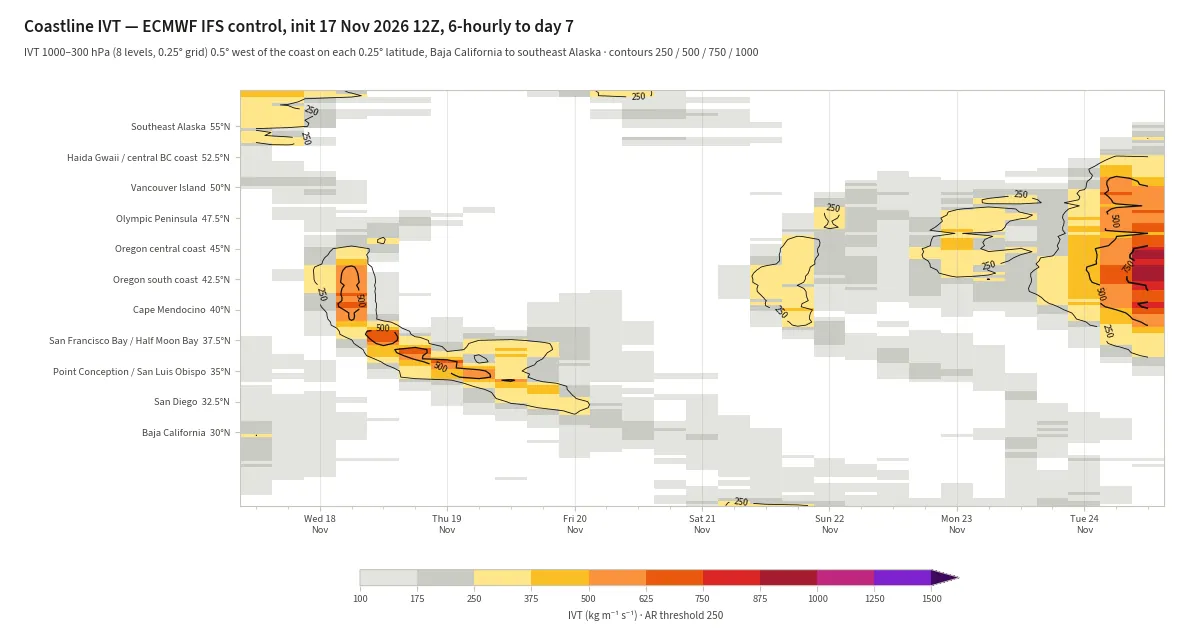 Coastline IVT — ECMWF IFS control, init 17 Nov 2026 12Z, 6-hourly to day 7
IVT 1000–300 hPa (8 levels, 0.25° grid) 0.5° west of the coast on each 0.25° latitude, Baja California to southeast Alaska · contours 250 / 500 / 750 / 1000
250
250
250
Southeast Alaska 55°N
Haida Gwaii / central BC coast 52.5°N
Vancouver Island 50°N
250
250
Olympic Peninsula 47.5°N
500
Oregon central coast 45°N
250
750
Oregon south coast 42.5°N
250
500
500
Cape Mendocino 40°N
250
500
250
San Francisco Bay / Half Moon Bay 37.5°N
500
Point Conception / San Luis Obispo 35°N
San Diego 32.5°N
Baja California 30°N
250
Wed 18 Thu 19 Fri 20 Sat 21 Sun 22 Mon 23 Tue 24
Nov Nov Nov Nov Nov Nov Nov
100 175 250 375 500 625 750 875 1000 1250 1500
IVT (kg m⁻¹ s⁻¹) · AR threshold 250